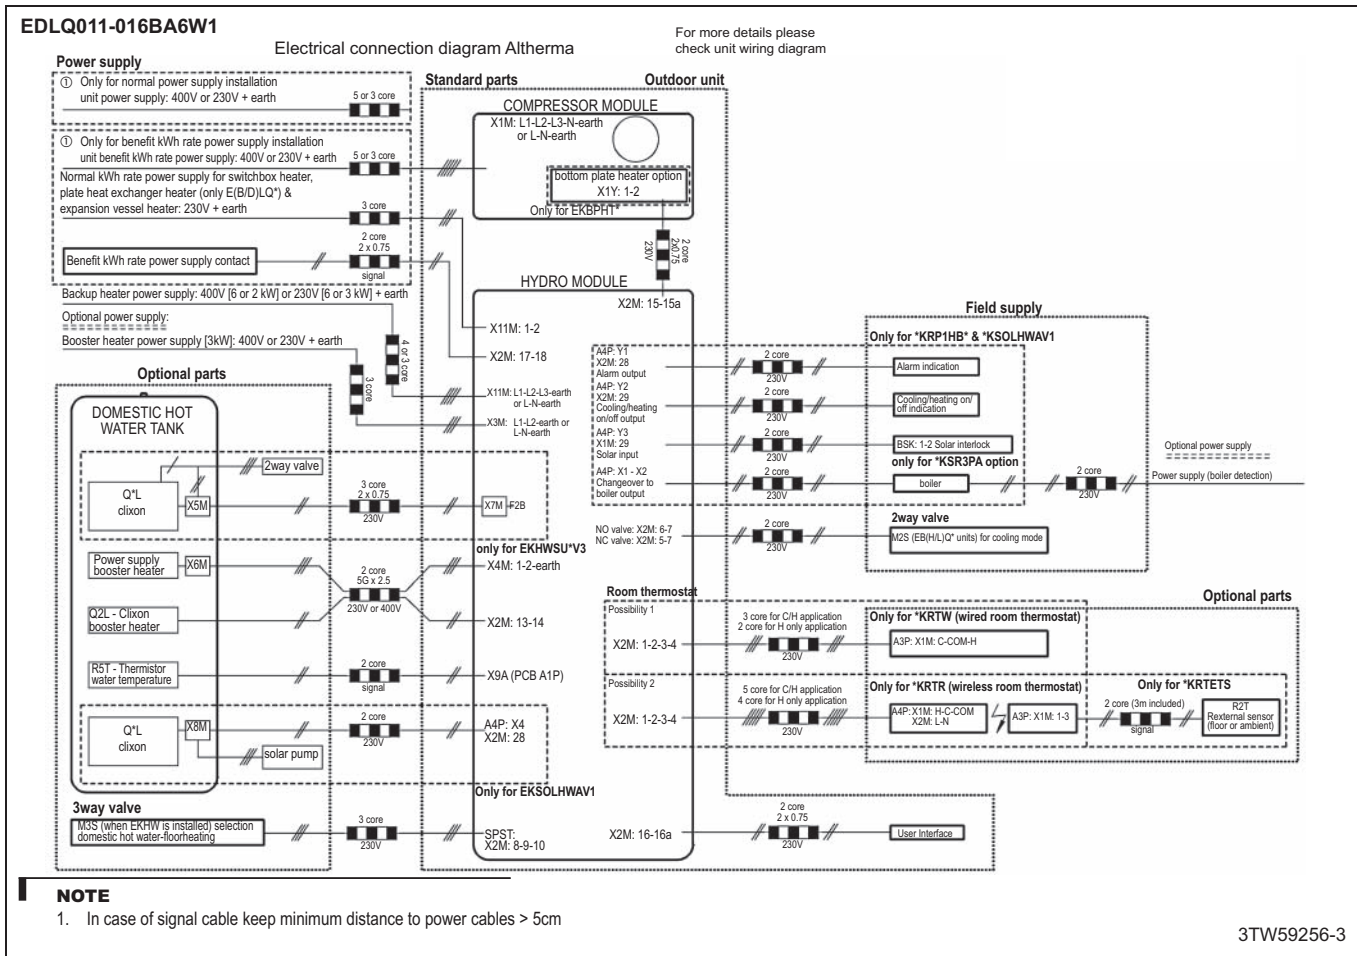 EDLQ011-016BA6W1
Electrical connection diagram Altherma
For more details please
check unit wiring diagram
Power supply
① Only for normal power supply installation
unit power supply: 400V or 230V + earth
5 or 3 core
① Only for benefit kWh rate power supply installation
unit benefit kWh rate power supply: 400V or 230V + earth
5 or 3 core
Normal kWh rate power supply for switchbox heater,
plate heat exchanger heater (only E(B/D)LQ*) &
expansion vessel heater: 230V + earth
3 core
2 core
2 x 0.75
Benefit kWh rate power supply contact
signal
Backup heater power supply: 400V [6 or 2 kW] or 230V [6 or 3 kW] + earth
Optional power supply:
Booster heater power supply [3kW]: 400V or 230V + earth
4 or 3 core
3 core
Standard parts
Outdoor unit
COMPRESSOR MODULE
X1M: L1-L2-L3-N-earth
or L-N-earth
bottom plate heater option
X1Y: 1-2
Only for EKBPHT*
2 core
2x0.75
230V
HYDRO MODULE
X2M: 15-15a
X11M: 1-2
X2M: 17-18
X11M: L1-L2-L3-earth
or L-N-earth
X3M: L1-L2-earth or
L-N-earth
Optional parts
DOMESTIC HOT
WATER TANK
2way valve
Q*L
clixon
X5M
3 core
2 x 0.75
230V
X7M
F2B
only for EKHWSU*V3
Power supply
booster heater
X6M
2 core
5G x 2.5
230V or 400V
X4M: 1-2-earth
Q2L - Clixon
booster heater
X2M: 13-14
R5T - Thermistor
water temperature
2 core
signal
X9A (PCB A1P)
Q*L
clixon
X8M
2 core
230V
A4P: X4
X2M: 28
solar pump
Only for EKSOLHWAV1
3way valve
M3S (when EKHW is installed) selection
domestic hot water-floorheating
3 core
230V
SPST:
X2M: 8-9-10
Field supply
Only for *KRP1HB* & *KSOLHWAV1
A4P: Y1
X2M: 28
Alarm output
2 core
230V
Alarm indication
A4P: Y2
X2M: 29
Cooling/heating
on/off output
2 core
230V
Cooling/heating on/
off indication
A4P: Y3
X1M: 29
Solar input
2 core
230V
BSK: 1-2 Solar interlock
only for *KSR3PA option
A4P: X1 - X2
Changeover to
boiler output
2 core
230V
boiler
2 core
230V
Optional power supply
Power supply (boiler detection)
2way valve
NO valve: X2M: 6-7
NC valve: X2M: 5-7
2 core
230V
M2S (EB(H/L)Q* units) for cooling mode
Room thermostat
Optional parts
Possibility 1
X2M: 1-2-3-4
3 core for C/H application
2 core for H only application
230V
Only for *KRTW (wired room thermostat)
A3P: X1M: C-COM-H
Possibility 2
X2M: 1-2-3-4
5 core for C/H application
4 core for H only application
230V
Only for *KRTR (wireless room thermostat)
A4P: X1M: H-C-COM
X2M: L-N
A3P: X1M: 1-3
Only for *KRTETS
2 core (3m included)
signal
R2T
Rexternal sensor
(floor or ambient)
X2M: 16-16a
2 core
2 x 0.75
230V
User Interface
NOTE
1. In case of signal cable keep minimum distance to power cables > 5cm
3TW59256-3